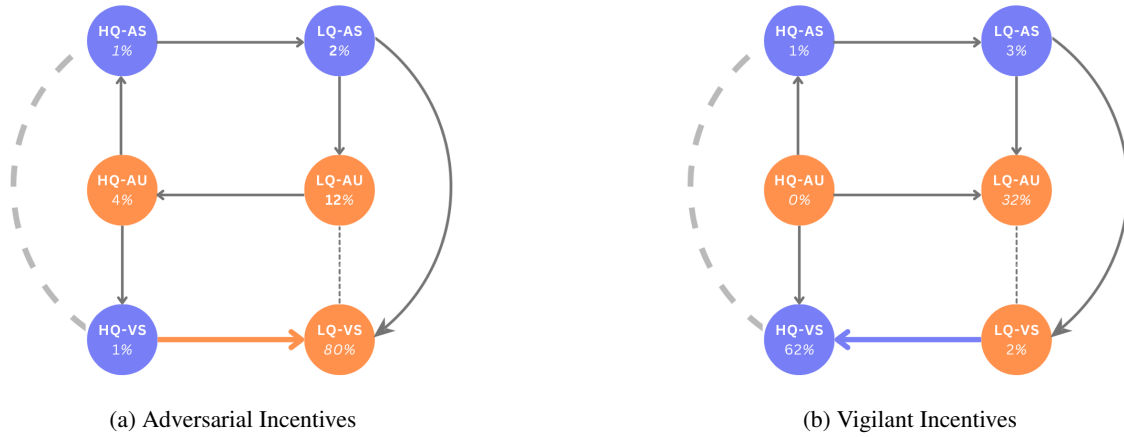 HQ-AS
1%
LQ-AS
2%
HQ-AU
4%
LQ-AU
12%
HQ-VS
1%
LQ-VS
80%
(a) Adversarial Incentives
HQ-AS
1%
LQ-AS
3%
HQ-AU
0%
LQ-AU
32%
HQ-VS
62%
LQ-VS
2%
(b) Vigilant Incentives